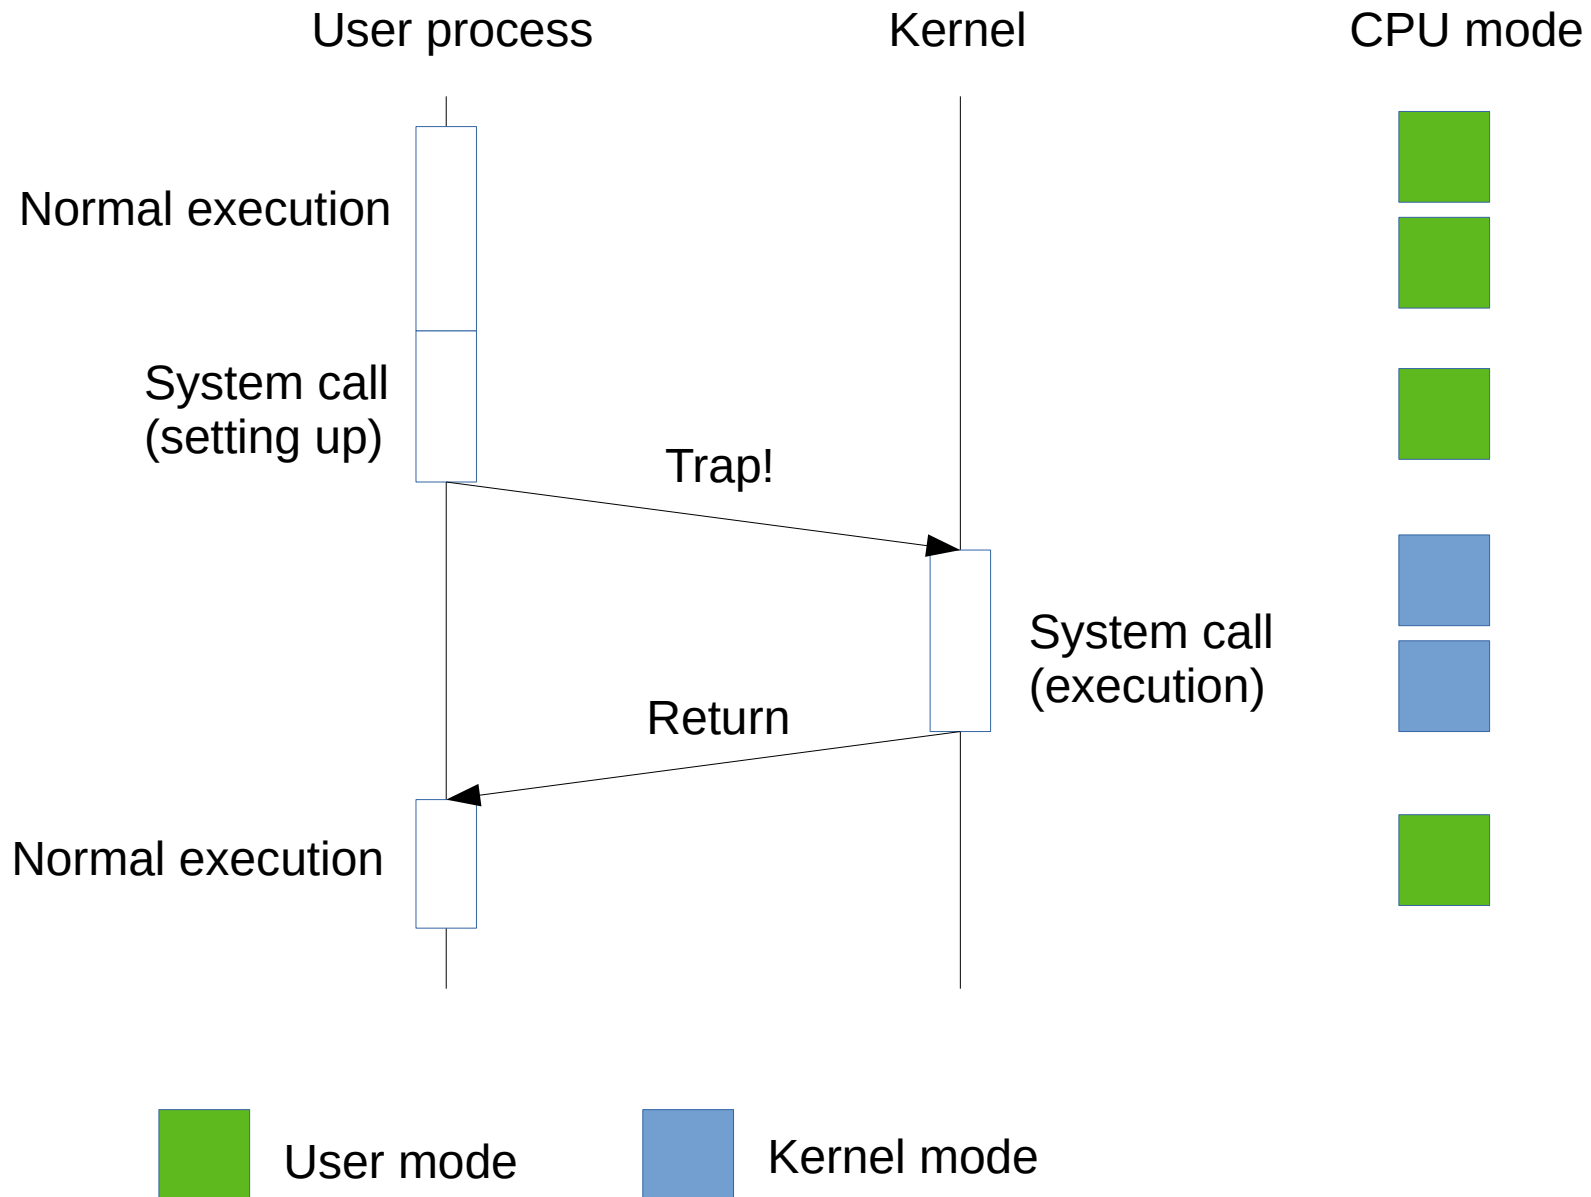 User process
Kernel
CPU mode
Normal execution
System call
(setting up)
Trap!
System call
(execution)
Return
Normal execution
User mode
Kernel mode